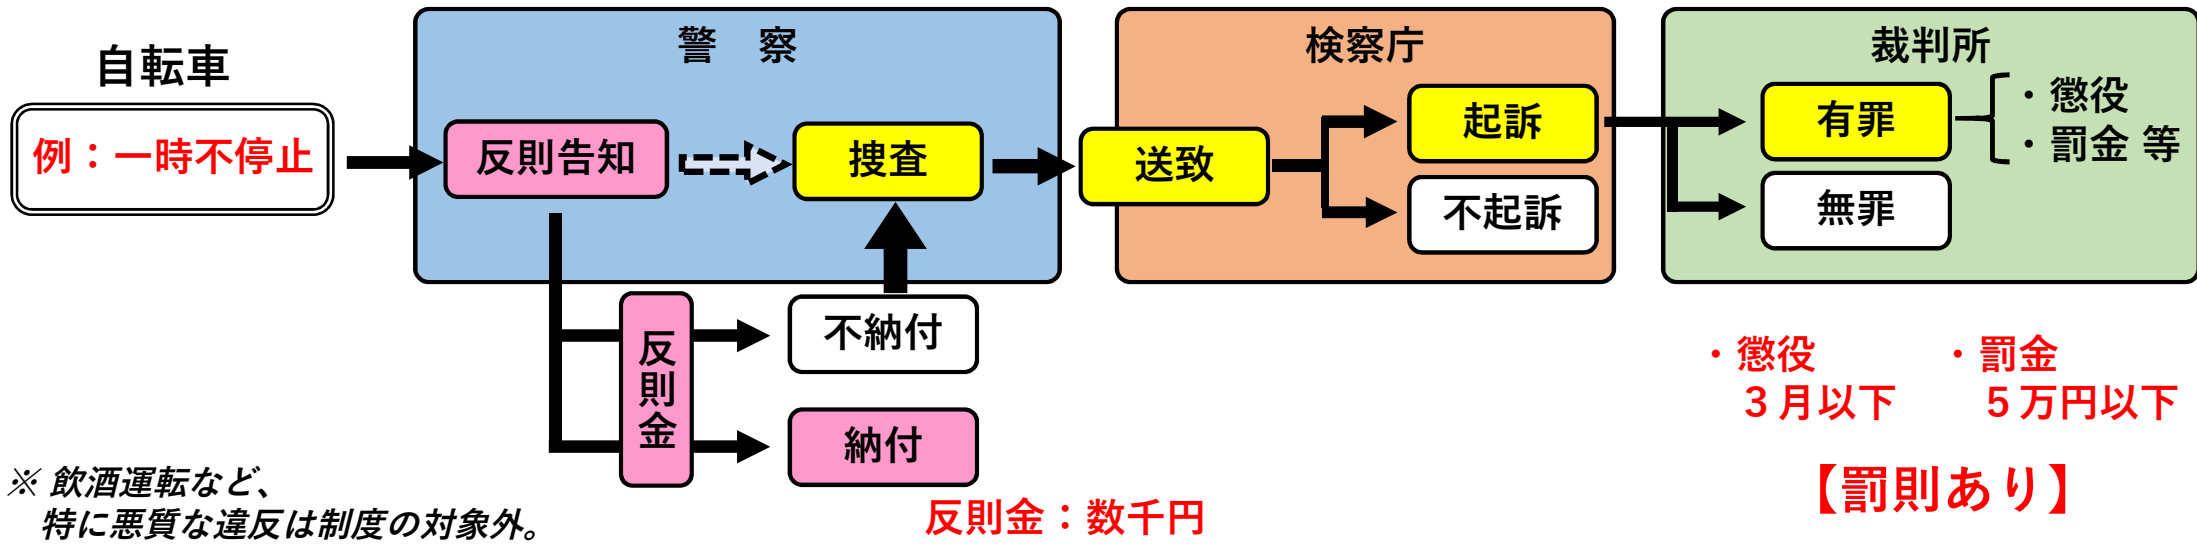 自転車
例：一時不停止
警　察
反則告知
捜査
検察庁
送致
起訴
不起訴
裁判所
有罪
無罪
・懲役
・罰金 等
反則金
不納付
納付
反則金：数千円
・懲役
３月以下
・罰金
５万円以下
【罰則あり】
※ 飲酒運転など、
特に悪質な違反は制度の対象外。